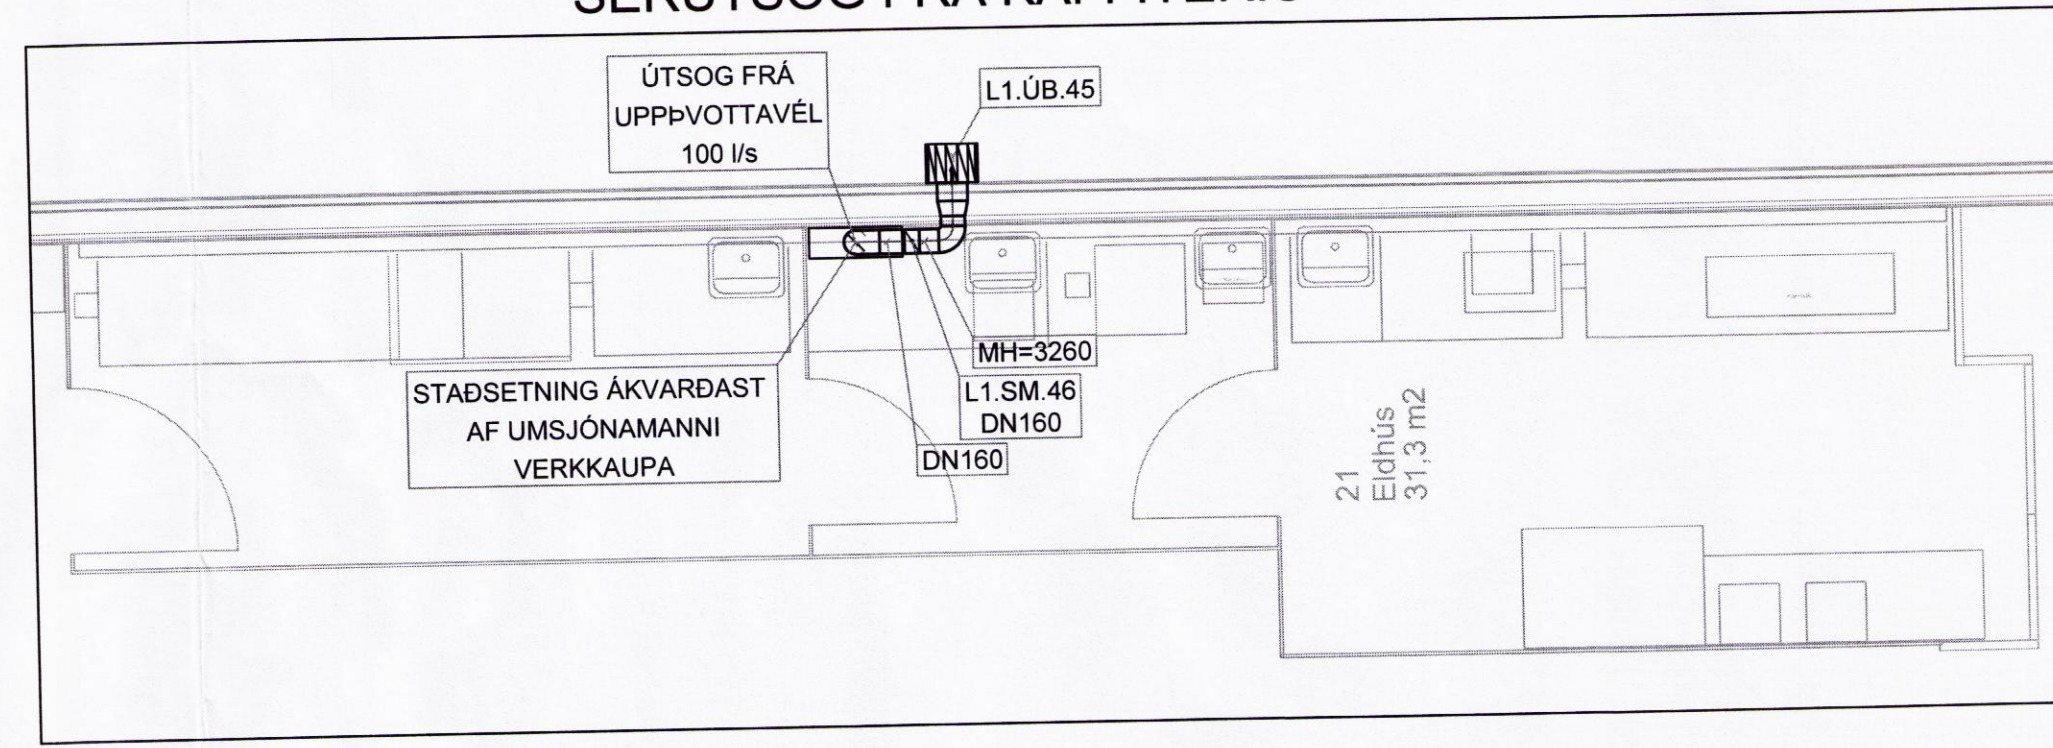 ÚTSOG FRÁ
UPPÞVOTTAVÉL
100 l/s
L1.ÚB.45
MH=3260
L1.SM.46
DN160
DN160
STAÐSETNING ÁKVARÐAST
AF UMSJÓNAMANNI
VERKKAUPA
21
Eldhús
31,3 m2